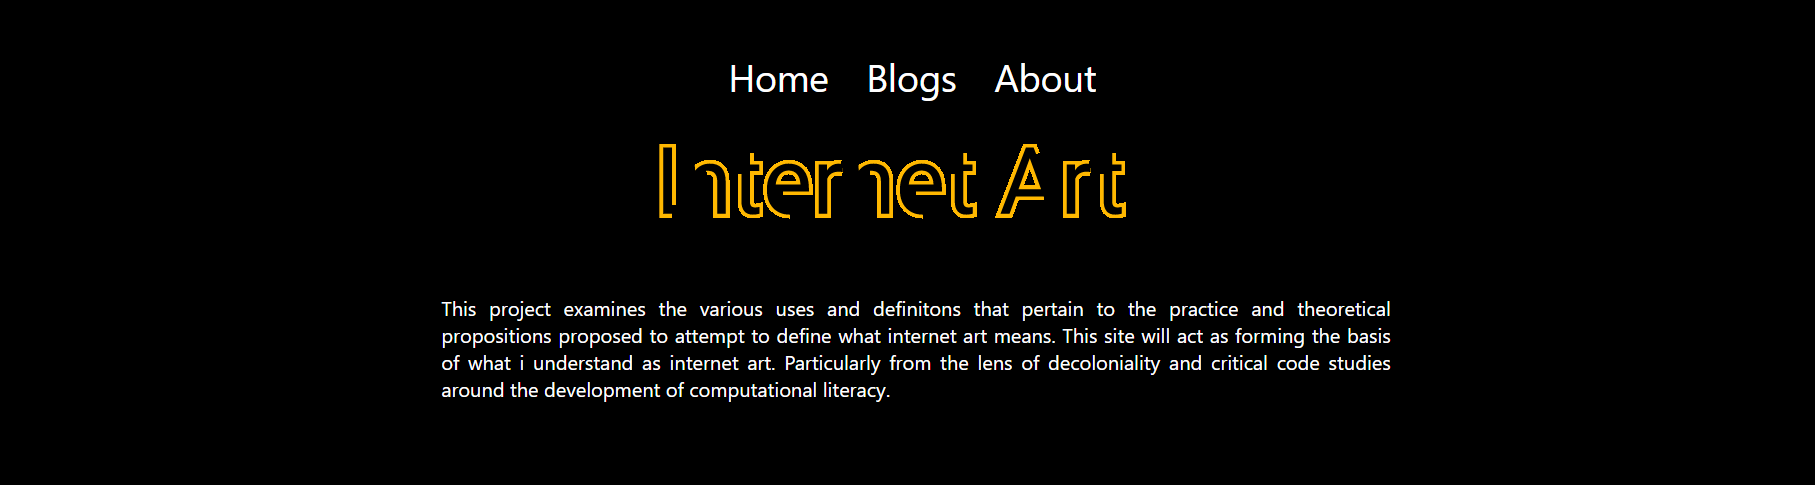 Home Blogs About
Internet Art
This project examines the various uses and definitons that pertain to the practice and theoretical
propositions proposed to attempt to define what internet art means. This site will act as forming the basis
of what i understand as internet art. Particularly from the lens of decoloniality and critical code studies
around the development of computational literacy.